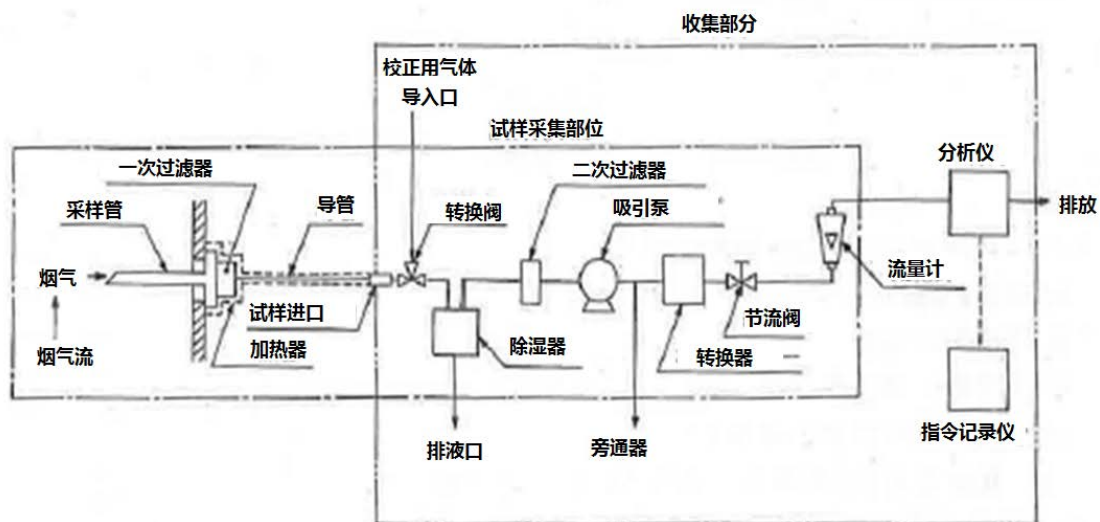 收集部分
校正用气体
导入口
试样采集部位
一次过滤器
二次过滤器
分析仪
采样管
导管
转换阀
吸引泵
排放
烟气
流量计
试样进口
节流阀
烟气流
加热器
除湿器
转换器
指令记录仪
排液口
旁通器